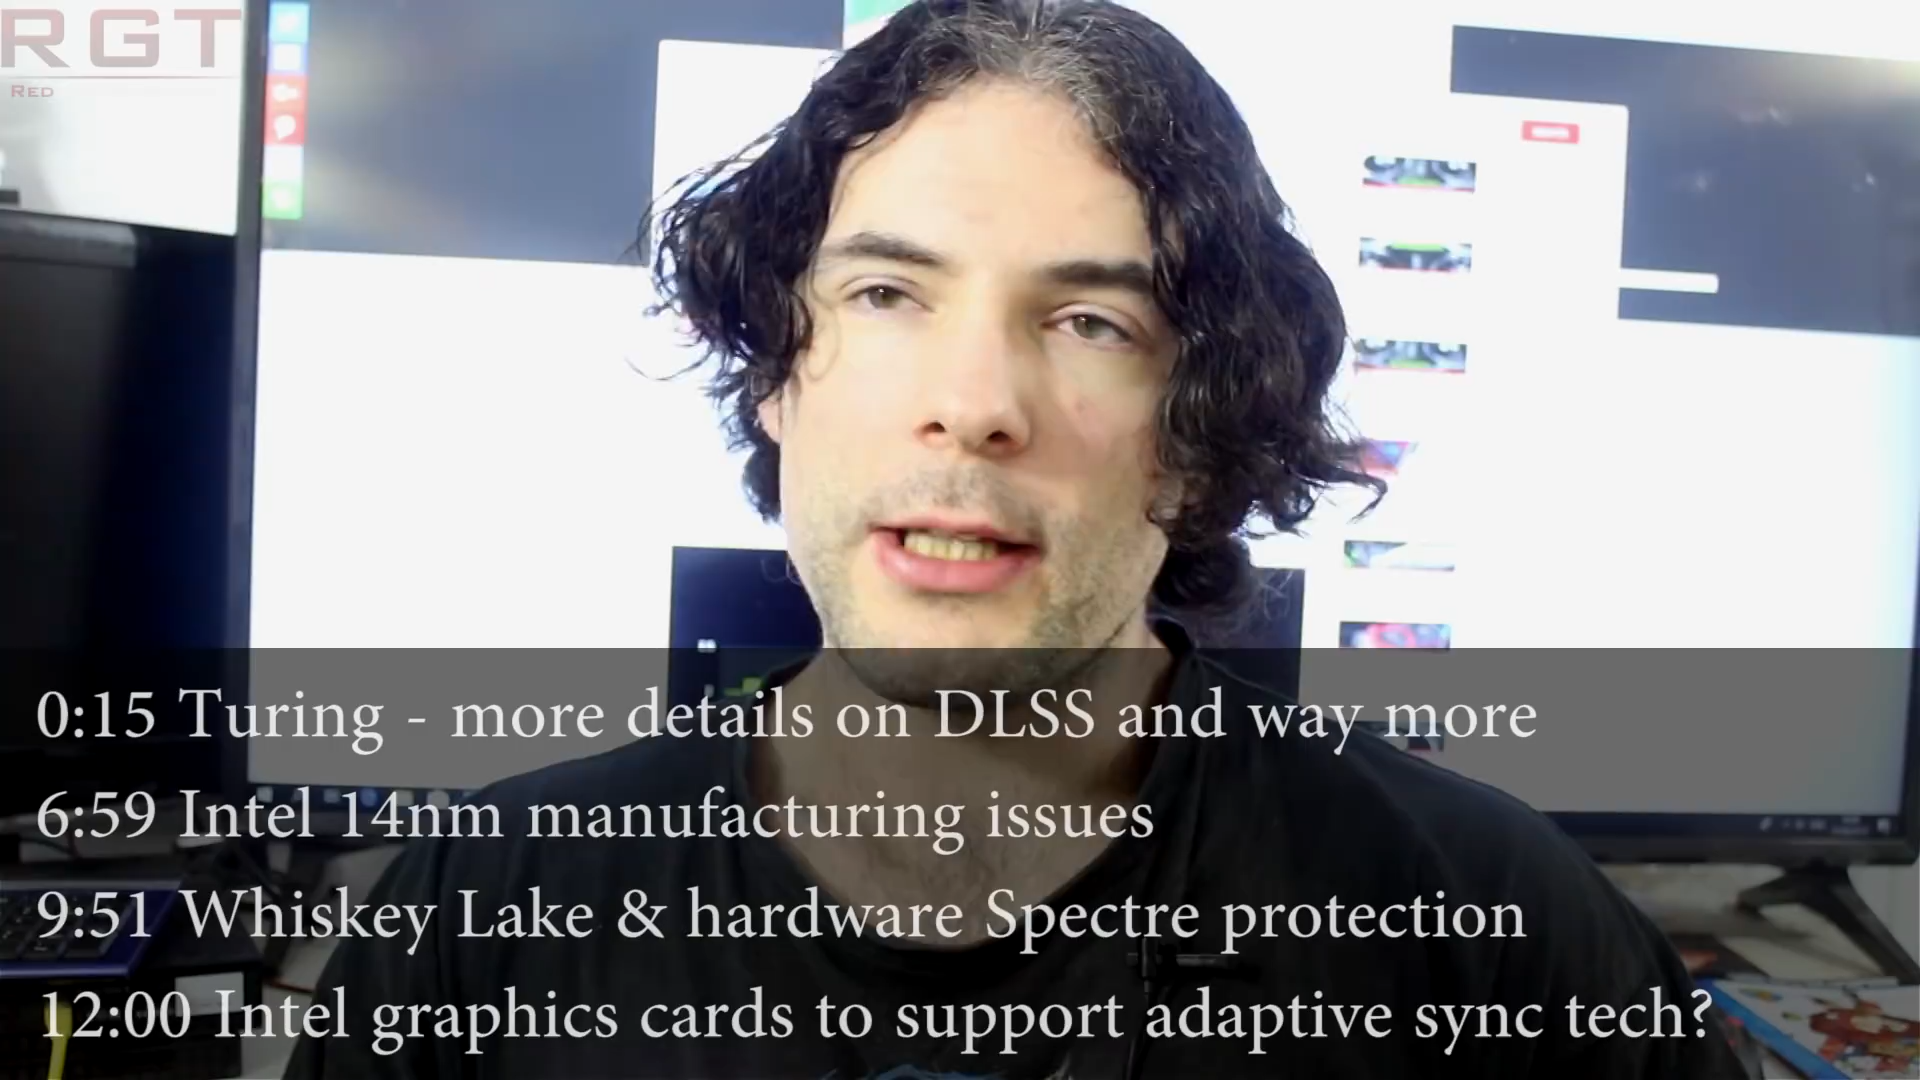 RGT
RED
0:15 Turing - more details on DLSS and way more
6:59 Intel 14nm manufacturing issues
9:51 Whiskey Lake & hardware Spectre protection
12:00 Intel graphics cards to support adaptive sync tech?